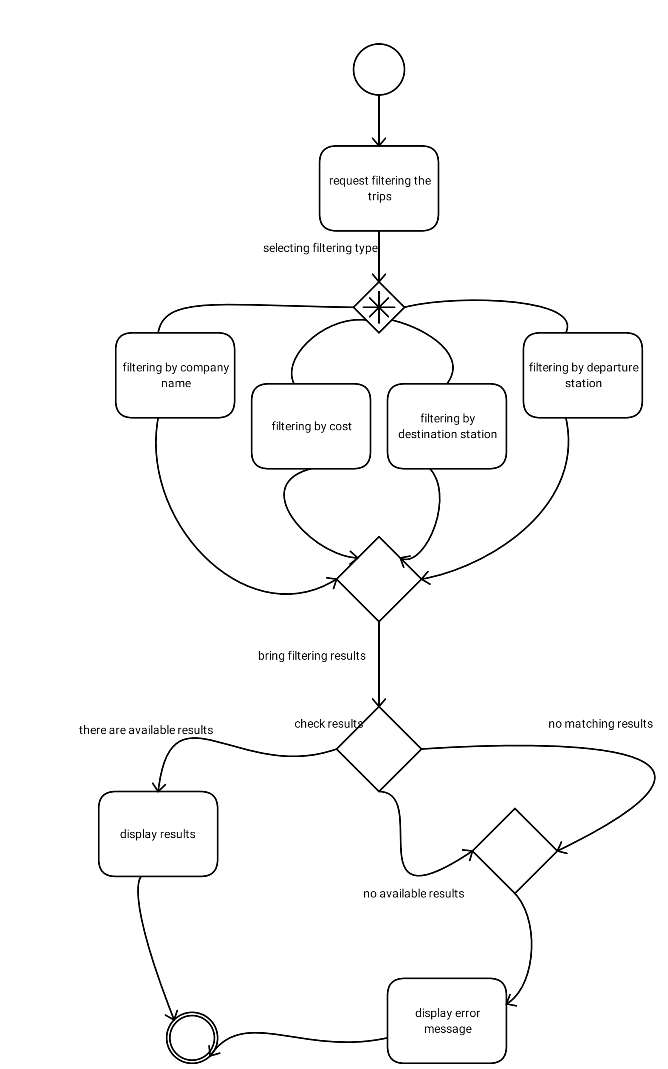 request filtering the
trips
selecting filtering type
filtering by company
name
filtering by departure
station
filtering by cost
filtering by
destination station
bring filtering results
check results
no matching results
there are available results
display results
no available results
display error
message